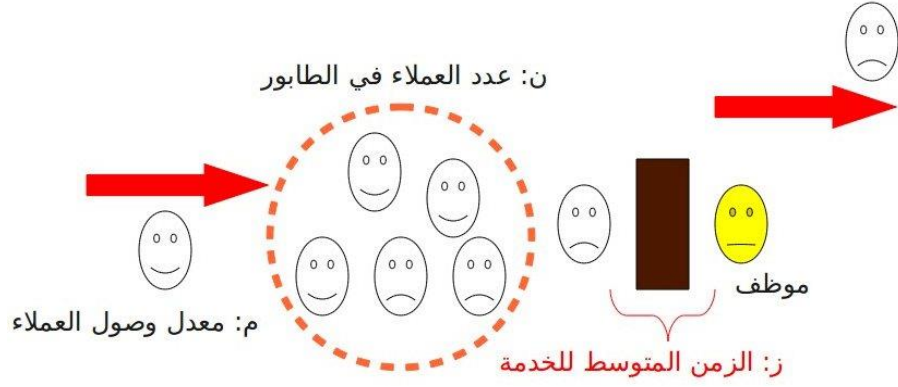 ن: عدد العملاء في الطابور
موظف
م: معدل وصول العملاء
ز: الزمن المتوسط للخدمة